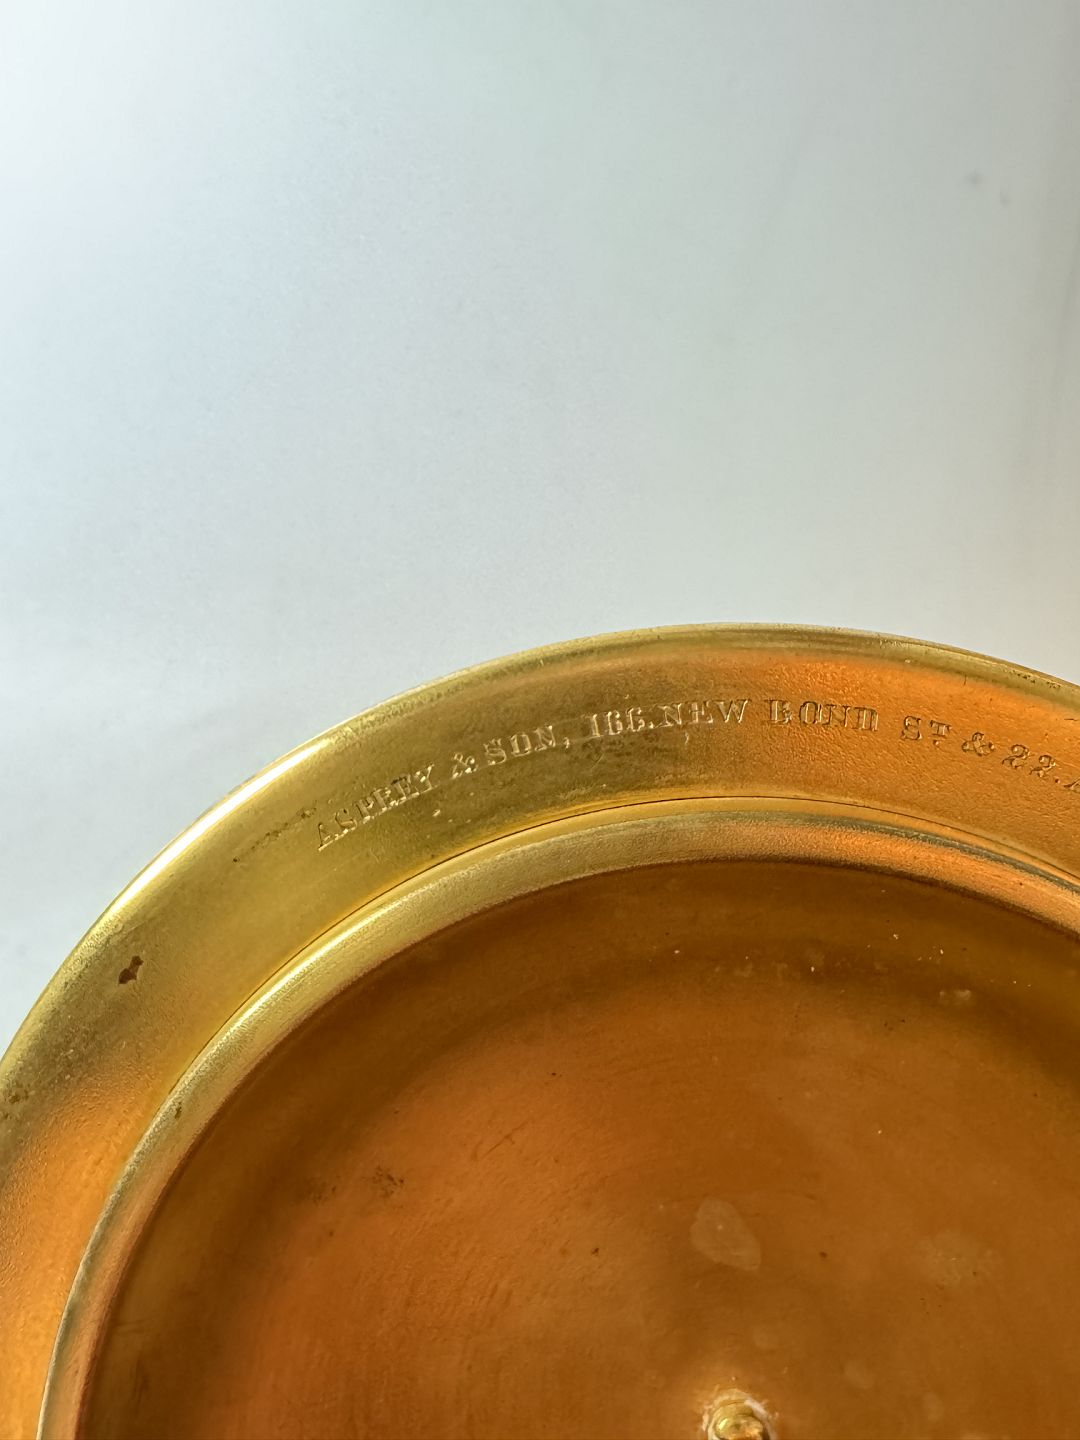 ASPREY & SON, 166. NEW BOND ST & 22.